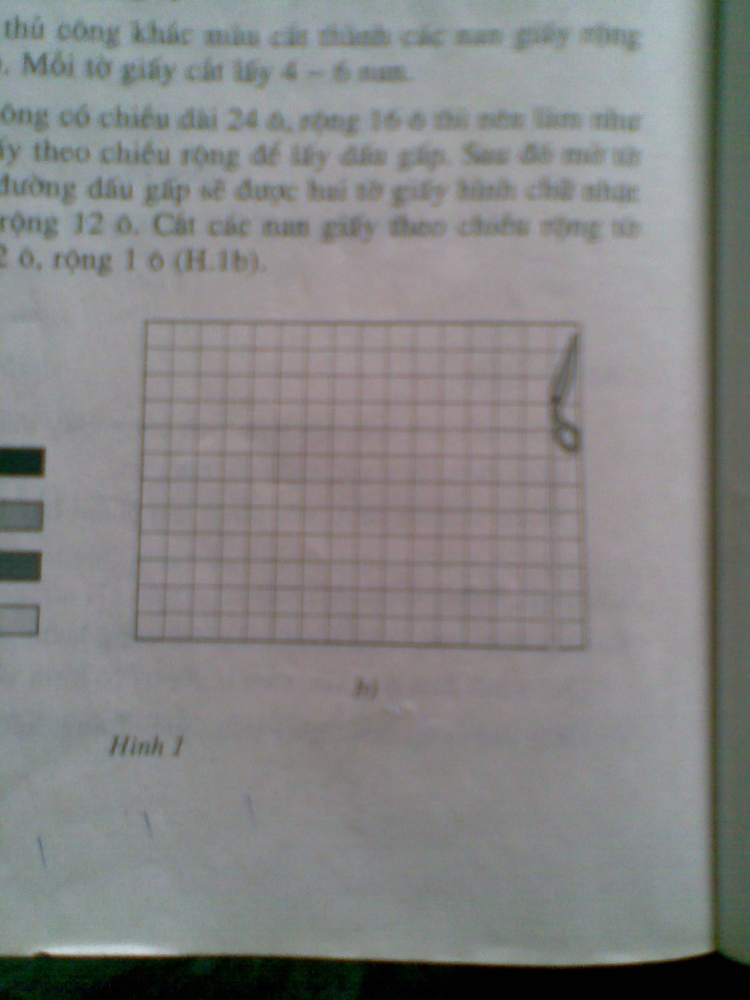 thủ công khác màu cắt thành các nan giấy rộng
. Mỗi tờ giấy cắt lấy 4 – 6 nan.
ông có chiều dài 24 ô, rộng 16 ô thì nên làm như
ấy theo chiều rộng để lấy dấu gấp. Sau đó mở tờ
đường dấu gấp sẽ được hai tờ giấy hình chữ nhật
rộng 12 ô. Cắt các nan giấy theo chiều rộng tờ
2 ô, rộng 1 ô (H.1b).
b)
Hình 1